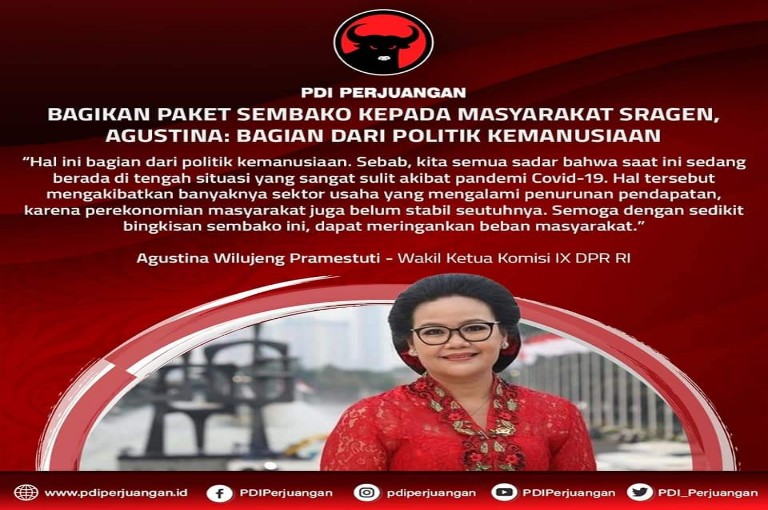 PDI PERJUANGAN
BAGIKAN PAKET SEMBAKO KEPADA MASYARAKAT SRAGEN,
AGUSTINA: BAGIAN DARI POLITIK KEMANUSIAAN
“Hal ini bagian dari politik kemanusiaan. Sebab, kita semua sadar bahwa saat ini sedang
berada di tengah situasi yang sangat sulit akibat pandemi Covid-19. Hal tersebut
mengakibatkan banyaknya sektor usaha yang mengalami penurunan pendapatan,
karena perekonomian masyarakat juga belum stabil seutuhnya. Semoga dengan sedikit
bingkisan sembako ini, dapat meringankan beban masyarakat.”
Agustina Wilujeng Pramestuti - Wakil Ketua Komisi IX DPR RI
www.pdiperjuangan.id PDIPerjuangan pdiperjuangan PDIPerjuangan PDI_Perjuangan